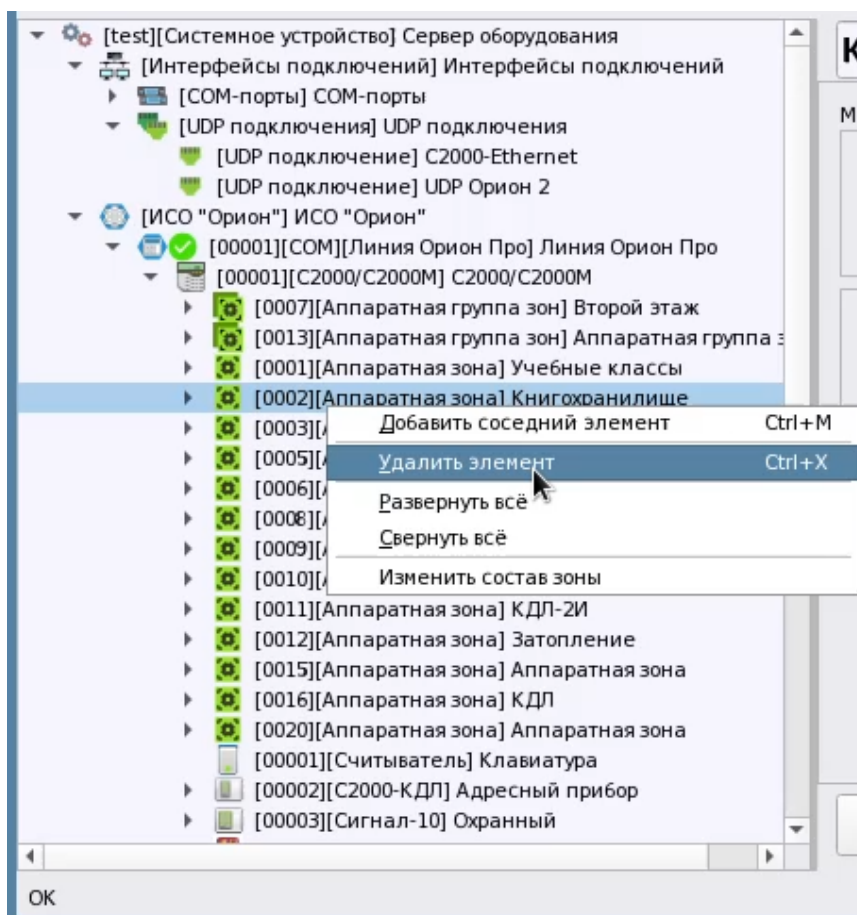 [test][Системное устройство] Сервер оборудования
[Интерфейсы подключений] Интерфейсы подключений
[COM-порты] COM-порты
[UDP подключения] UDP подключения
[UDP подключение] C2000-Ethernet
[UDP подключение] UDP Орион 2
[ИСО "Орион"] ИСО "Орион"
[00001][COM][Линия Орион Про] Линия Орион Про
[00001][C2000/C2000M] C2000/C2000M
[0007][Аппаратная группа зон] Второй этаж
[0013][Аппаратная группа зон] Аппаратная группа
[0001][Аппаратная зона] Учебные классы
[0002][Аппаратная зона] Книгохранилище
[0003][
Добавить соседний элемент Ctrl+M
[0005][
Удалить элемент Ctrl+X
[0006][
Развернуть всё
[0008][
Свернуть всё
[0009][
[0010][
Изменить состав зоны
[0011][Аппаратная зона] КДЛ-2И
[0012][Аппаратная зона] Затопление
[0015][Аппаратная зона] Аппаратная зона
[0016][Аппаратная зона] КДЛ
[0020][Аппаратная зона] Аппаратная зона
[00001][Считыватель] Клавиатура
[00002][С2000-КДЛ] Адресный прибор
[00003][Сигнал-10] Охранный
OK